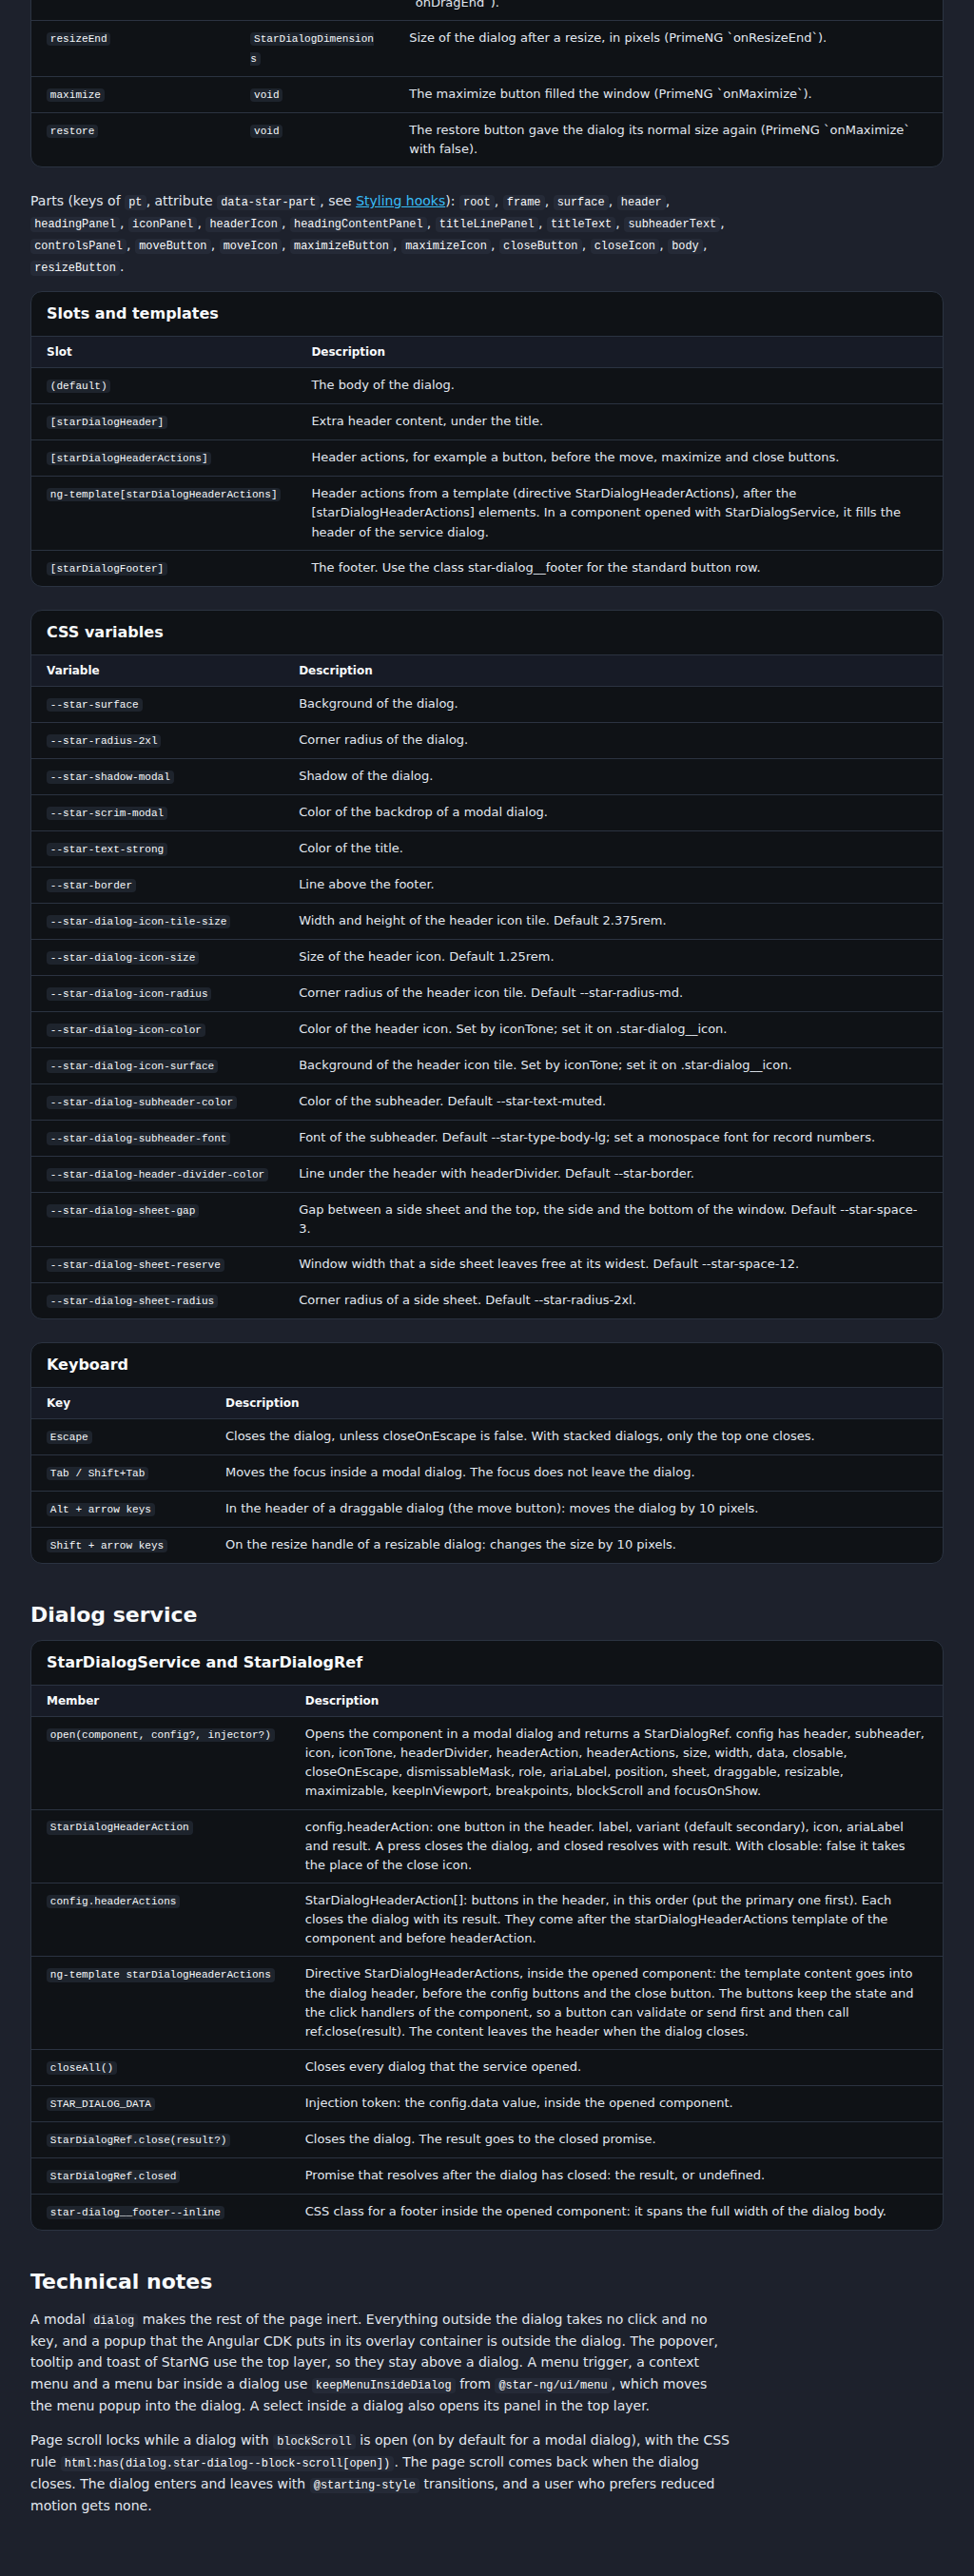 `onDragEnd`).
resizeEnd StarDialogDimension Size of the dialog after a resize, in pixels (PrimeNG `onResizeEnd`).
s
maximize void The maximize button filled the window (PrimeNG `onMaximize`).
restore void The restore button gave the dialog its normal size again (PrimeNG `onMaximize`
with false).
Parts (keys of pt, attribute data-star-part, see Styling hooks): root, frame, surface, header,
headingPanel, iconPanel, headerIcon, headingContentPanel, titleLinePanel, titleText, subheaderText,
controlsPanel, moveButton, moveIcon, maximizeButton, maximizeIcon, closeButton, closeIcon, body,
resizeButton.
Slots and templates
Slot Description
(default) The body of the dialog.
[starDialogHeader] Extra header content, under the title.
[starDialogHeaderActions] Header actions, for example a button, before the move, maximize and close buttons.
ng-template[starDialogHeaderActions] Header actions from a template (directive StarDialogHeaderActions), after the
[starDialogHeaderActions] elements. In a component opened with StarDialogService, it fills the
header of the service dialog.
[starDialogFooter] The footer. Use the class star-dialog__footer for the standard button row.
CSS variables
Variable Description
--star-surface Background of the dialog.
--star-radius-2xl Corner radius of the dialog.
--star-shadow-modal Shadow of the dialog.
--star-scrim-modal Color of the backdrop of a modal dialog.
--star-text-strong Color of the title.
--star-border Line above the footer.
--star-dialog-icon-tile-size Width and height of the header icon tile. Default 2.375rem.
--star-dialog-icon-size Size of the header icon. Default 1.25rem.
--star-dialog-icon-radius Corner radius of the header icon tile. Default --star-radius-md.
--star-dialog-icon-color Color of the header icon. Set by iconTone; set it on .star-dialog__icon.
--star-dialog-icon-surface Background of the header icon tile. Set by iconTone; set it on .star-dialog__icon.
--star-dialog-subheader-color Color of the subheader. Default --star-text-muted.
--star-dialog-subheader-font Font of the subheader. Default --star-type-body-lg; set a monospace font for record numbers.
--star-dialog-header-divider-color Line under the header with headerDivider. Default --star-border.
--star-dialog-sheet-gap Gap between a side sheet and the top, the side and the bottom of the window. Default --star-space-
3.
--star-dialog-sheet-reserve Window width that a side sheet leaves free at its widest. Default --star-space-12.
--star-dialog-sheet-radius Corner radius of a side sheet. Default --star-radius-2xl.
Keyboard
Key Description
Escape Closes the dialog, unless closeOnEscape is false. With stacked dialogs, only the top one closes.
Tab / Shift+Tab Moves the focus inside a modal dialog. The focus does not leave the dialog.
Alt + arrow keys In the header of a draggable dialog (the move button): moves the dialog by 10 pixels.
Shift + arrow keys On the resize handle of a resizable dialog: changes the size by 10 pixels.
Dialog service
StarDialogService and StarDialogRef
Member Description
open(component, config?, injector?) Opens the component in a modal dialog and returns a StarDialogRef. config has header, subheader,
icon, iconTone, headerDivider, headerAction, headerActions, size, width, data, closable,
closeOnEscape, dismissableMask, role, ariaLabel, position, sheet, draggable, resizable,
maximizable, keepInViewport, breakpoints, blockScroll and focusOnShow.
StarDialogHeaderAction config.headerAction: one button in the header. label, variant (default secondary), icon, ariaLabel
and result. A press closes the dialog, and closed resolves with result. With closable: false it takes
the place of the close icon.
config.headerActions StarDialogHeaderAction[]: buttons in the header, in this order (put the primary one first). Each
closes the dialog with its result. They come after the starDialogHeaderActions template of the
component and before headerAction.
ng-template starDialogHeaderActions Directive StarDialogHeaderActions, inside the opened component: the template content goes into
the dialog header, before the config buttons and the close button. The buttons keep the state and
the click handlers of the component, so a button can validate or send first and then call
ref.close(result). The content leaves the header when the dialog closes.
closeAll() Closes every dialog that the service opened.
STAR_DIALOG_DATA Injection token: the config.data value, inside the opened component.
StarDialogRef.close(result?) Closes the dialog. The result goes to the closed promise.
StarDialogRef.closed Promise that resolves after the dialog has closed: the result, or undefined.
star-dialog__footer--inline CSS class for a footer inside the opened component: it spans the full width of the dialog body.
Technical notes
A modal dialog makes the rest of the page inert. Everything outside the dialog takes no click and no
key, and a popup that the Angular CDK puts in its overlay container is outside the dialog. The popover,
tooltip and toast of StarNG use the top layer, so they stay above a dialog. A menu trigger, a context
menu and a menu bar inside a dialog use keepMenuInsideDialog from @star-ng/ui/menu, which moves
the menu popup into the dialog. A select inside a dialog also opens its panel in the top layer.
Page scroll locks while a dialog with blockScroll is open (on by default for a modal dialog), with the CSS
rule html:has(dialog.star-dialog--block-scroll[open]). The page scroll comes back when the dialog
closes. The dialog enters and leaves with @starting-style transitions, and a user who prefers reduced
motion gets none.